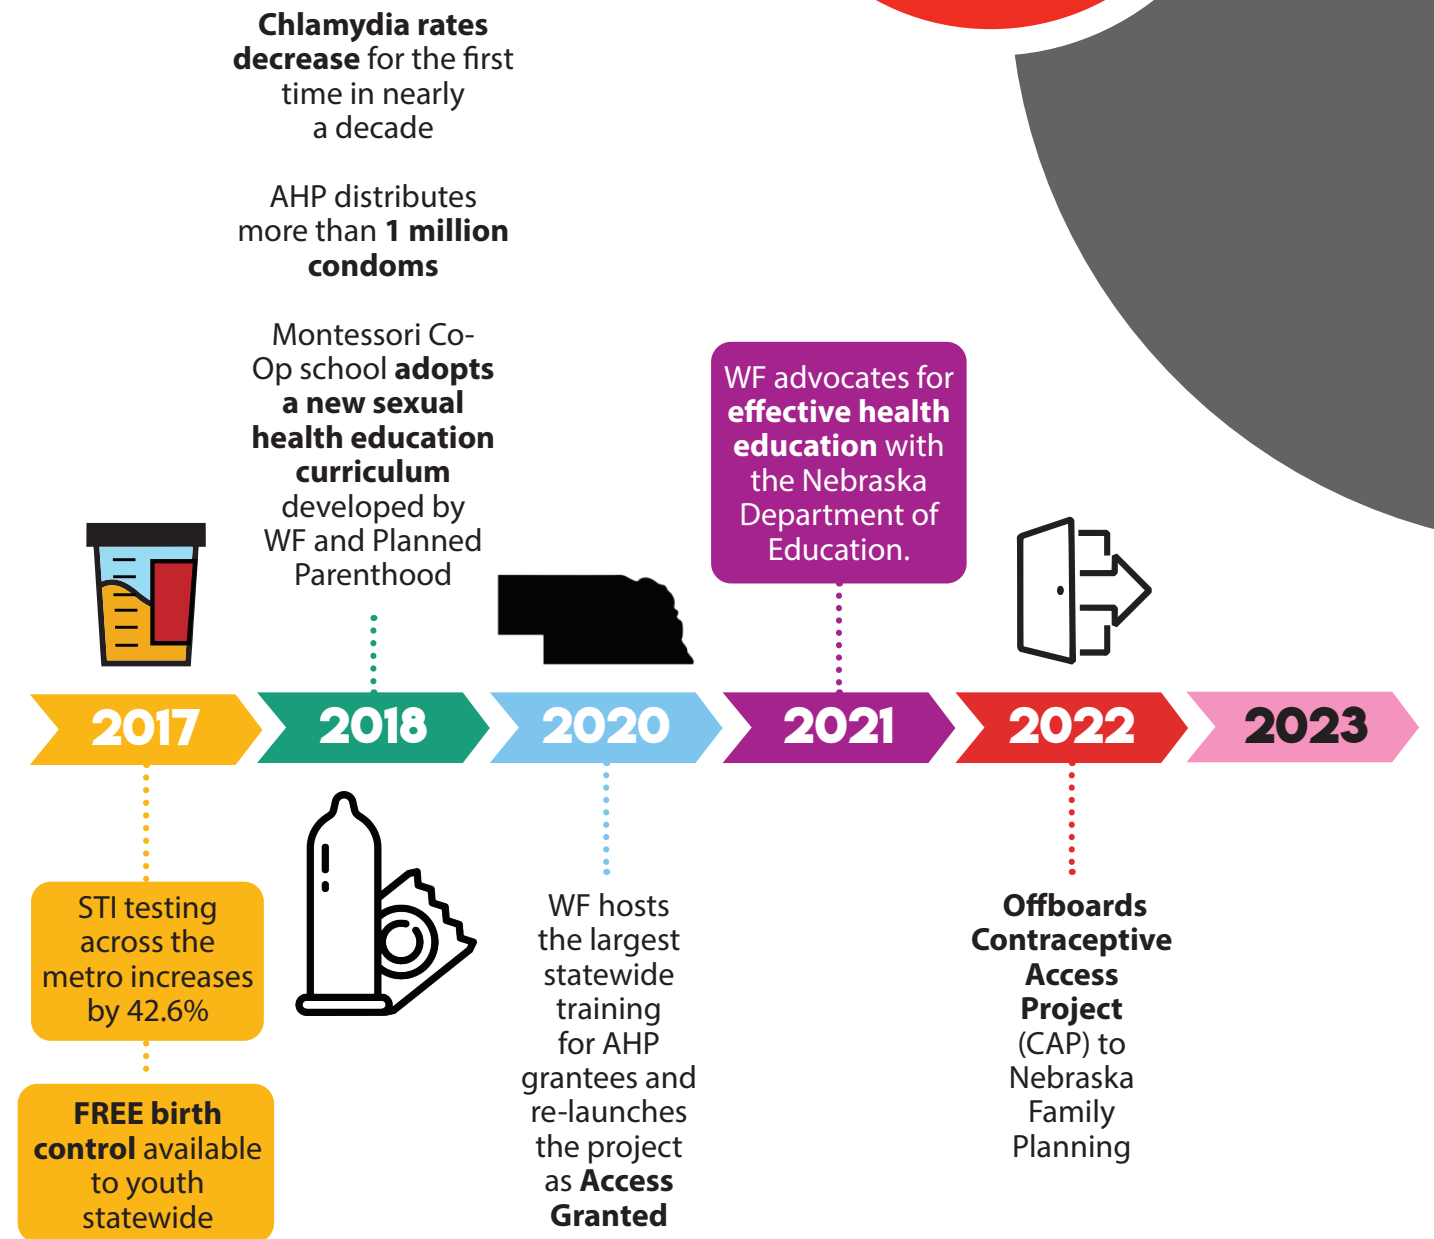 Chlamydia rates
decrease for the first
time in nearly
a decade
AHP distributes
more than 1 million
condoms
Montessori Co-
Op school adopts
a new sexual
health education
curriculum
developed by
WF and Planned
Parenthood
WF advocates for
effective health
education with
the Nebraska
Department of
Education.
2017
2018
2020
2021
2022
2023
STI testing
across the
metro increases
by 42.6%
FREE birth
control available
to youth
statewide
WF hosts
the largest
statewide
training
for AHP
grantees and
re-launches
the project
as Access
Granted
Offboards
Contraceptive
Access
Project
(CAP) to
Nebraska
Family
Planning